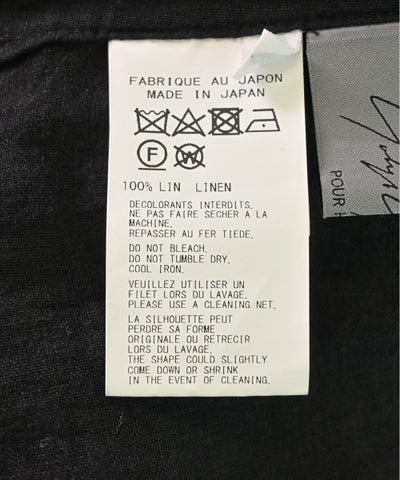 FABRIQUE AU JAPON
MADE IN JAPAN
F
W
100% LIN LINEN
DECOLORANTS INTERDITS.
NE PAS FAIRE SECHER A LA
MACHINE.
REPASSER AU FER TIEDE.
DO NOT BLEACH.
DO NOT TUMBLE DRY.
COOL IRON.
VEUILLEZ UTILISER UN
FILET LORS DU LAVAGE.
PLEASE USE A CLEANING NET.
LA SILHOUETTE PEUT
PERDRE SA FORME
ORIGINALE OU RETRECIR
LORS DU LAVAGE.
THE SHAPE COULD SLIGHTLY
COME DOWN OR SHRINK
IN THE EVENT OF CLEANING.
POUR